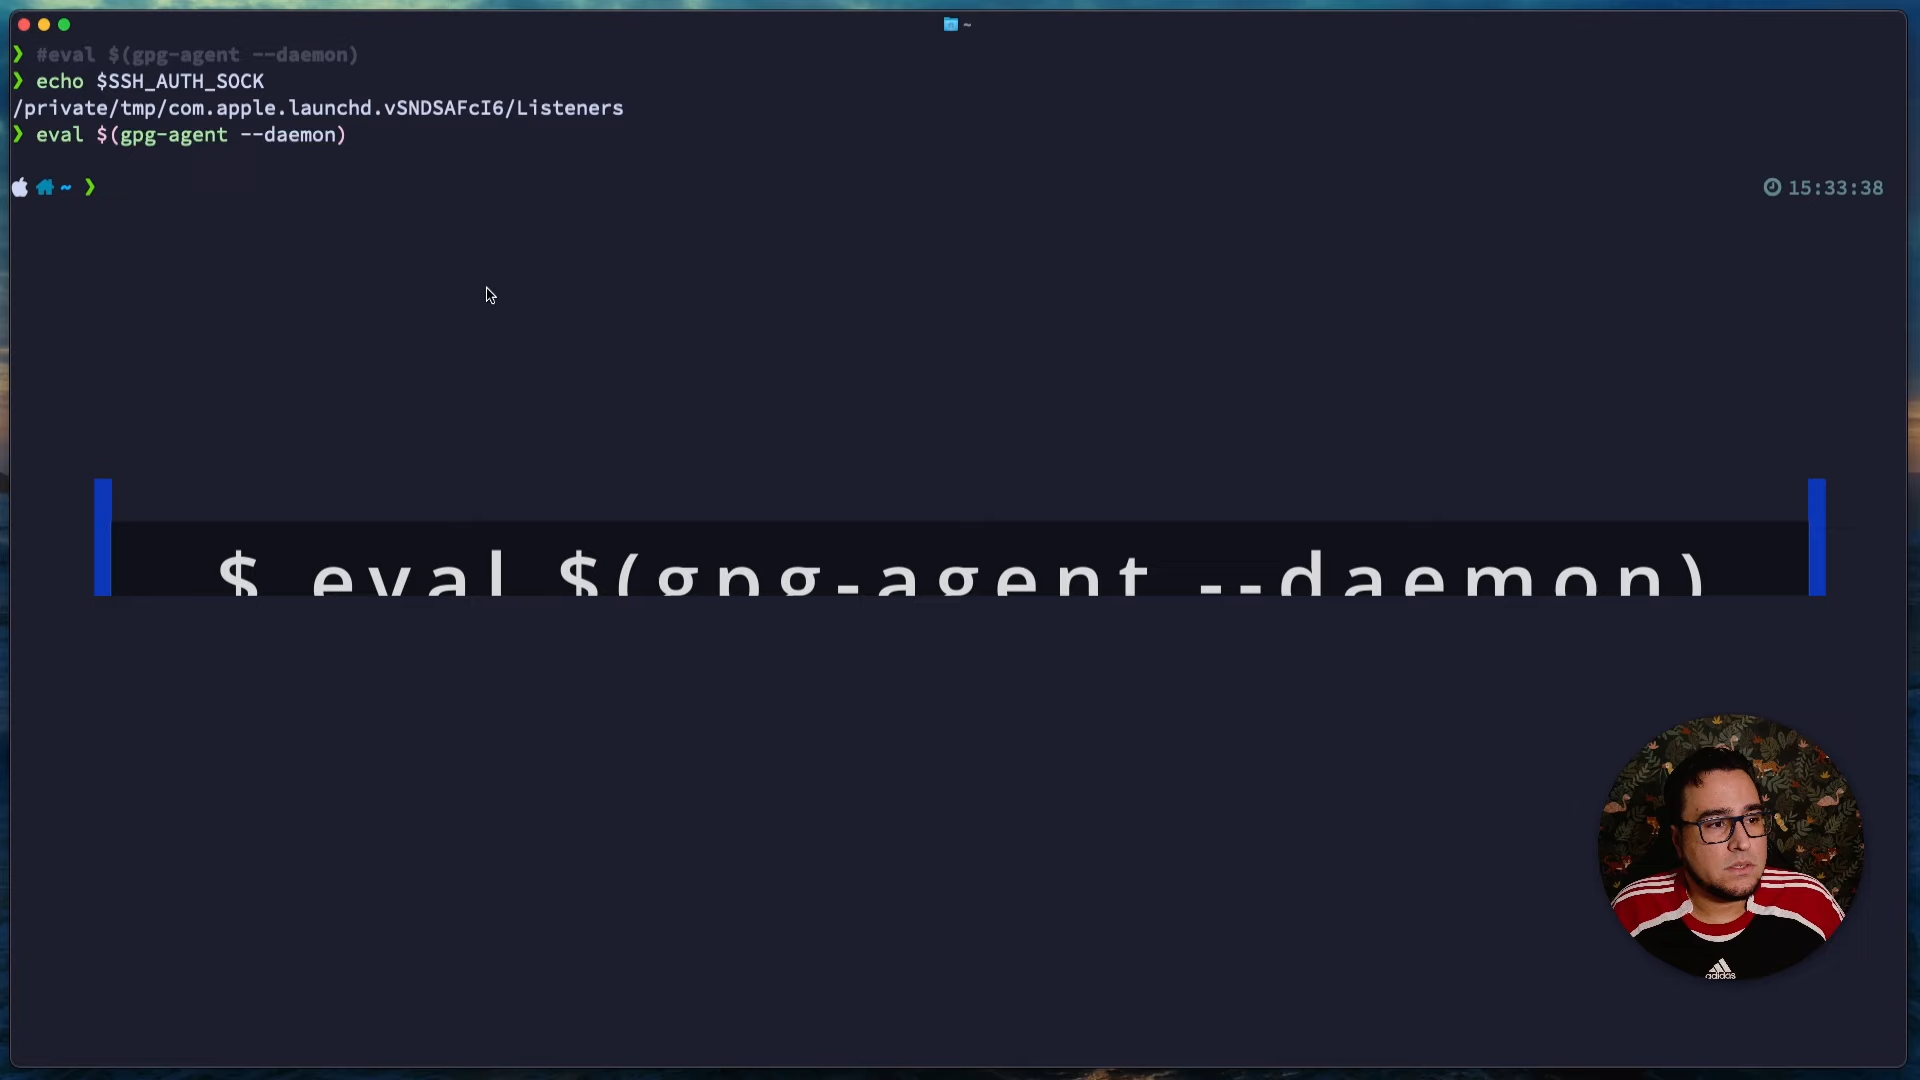 ~
❯ #eval $(gpg-agent --daemon)
❯ echo $SSH_AUTH_SOCK
/private/tmp/com.apple.launchd.vSNDSAFcI6/Listeners
❯ eval $(gpg-agent --daemon)
~ ❯ 15:33:38
$ eval $(gpg-agent --daemon)
adidas